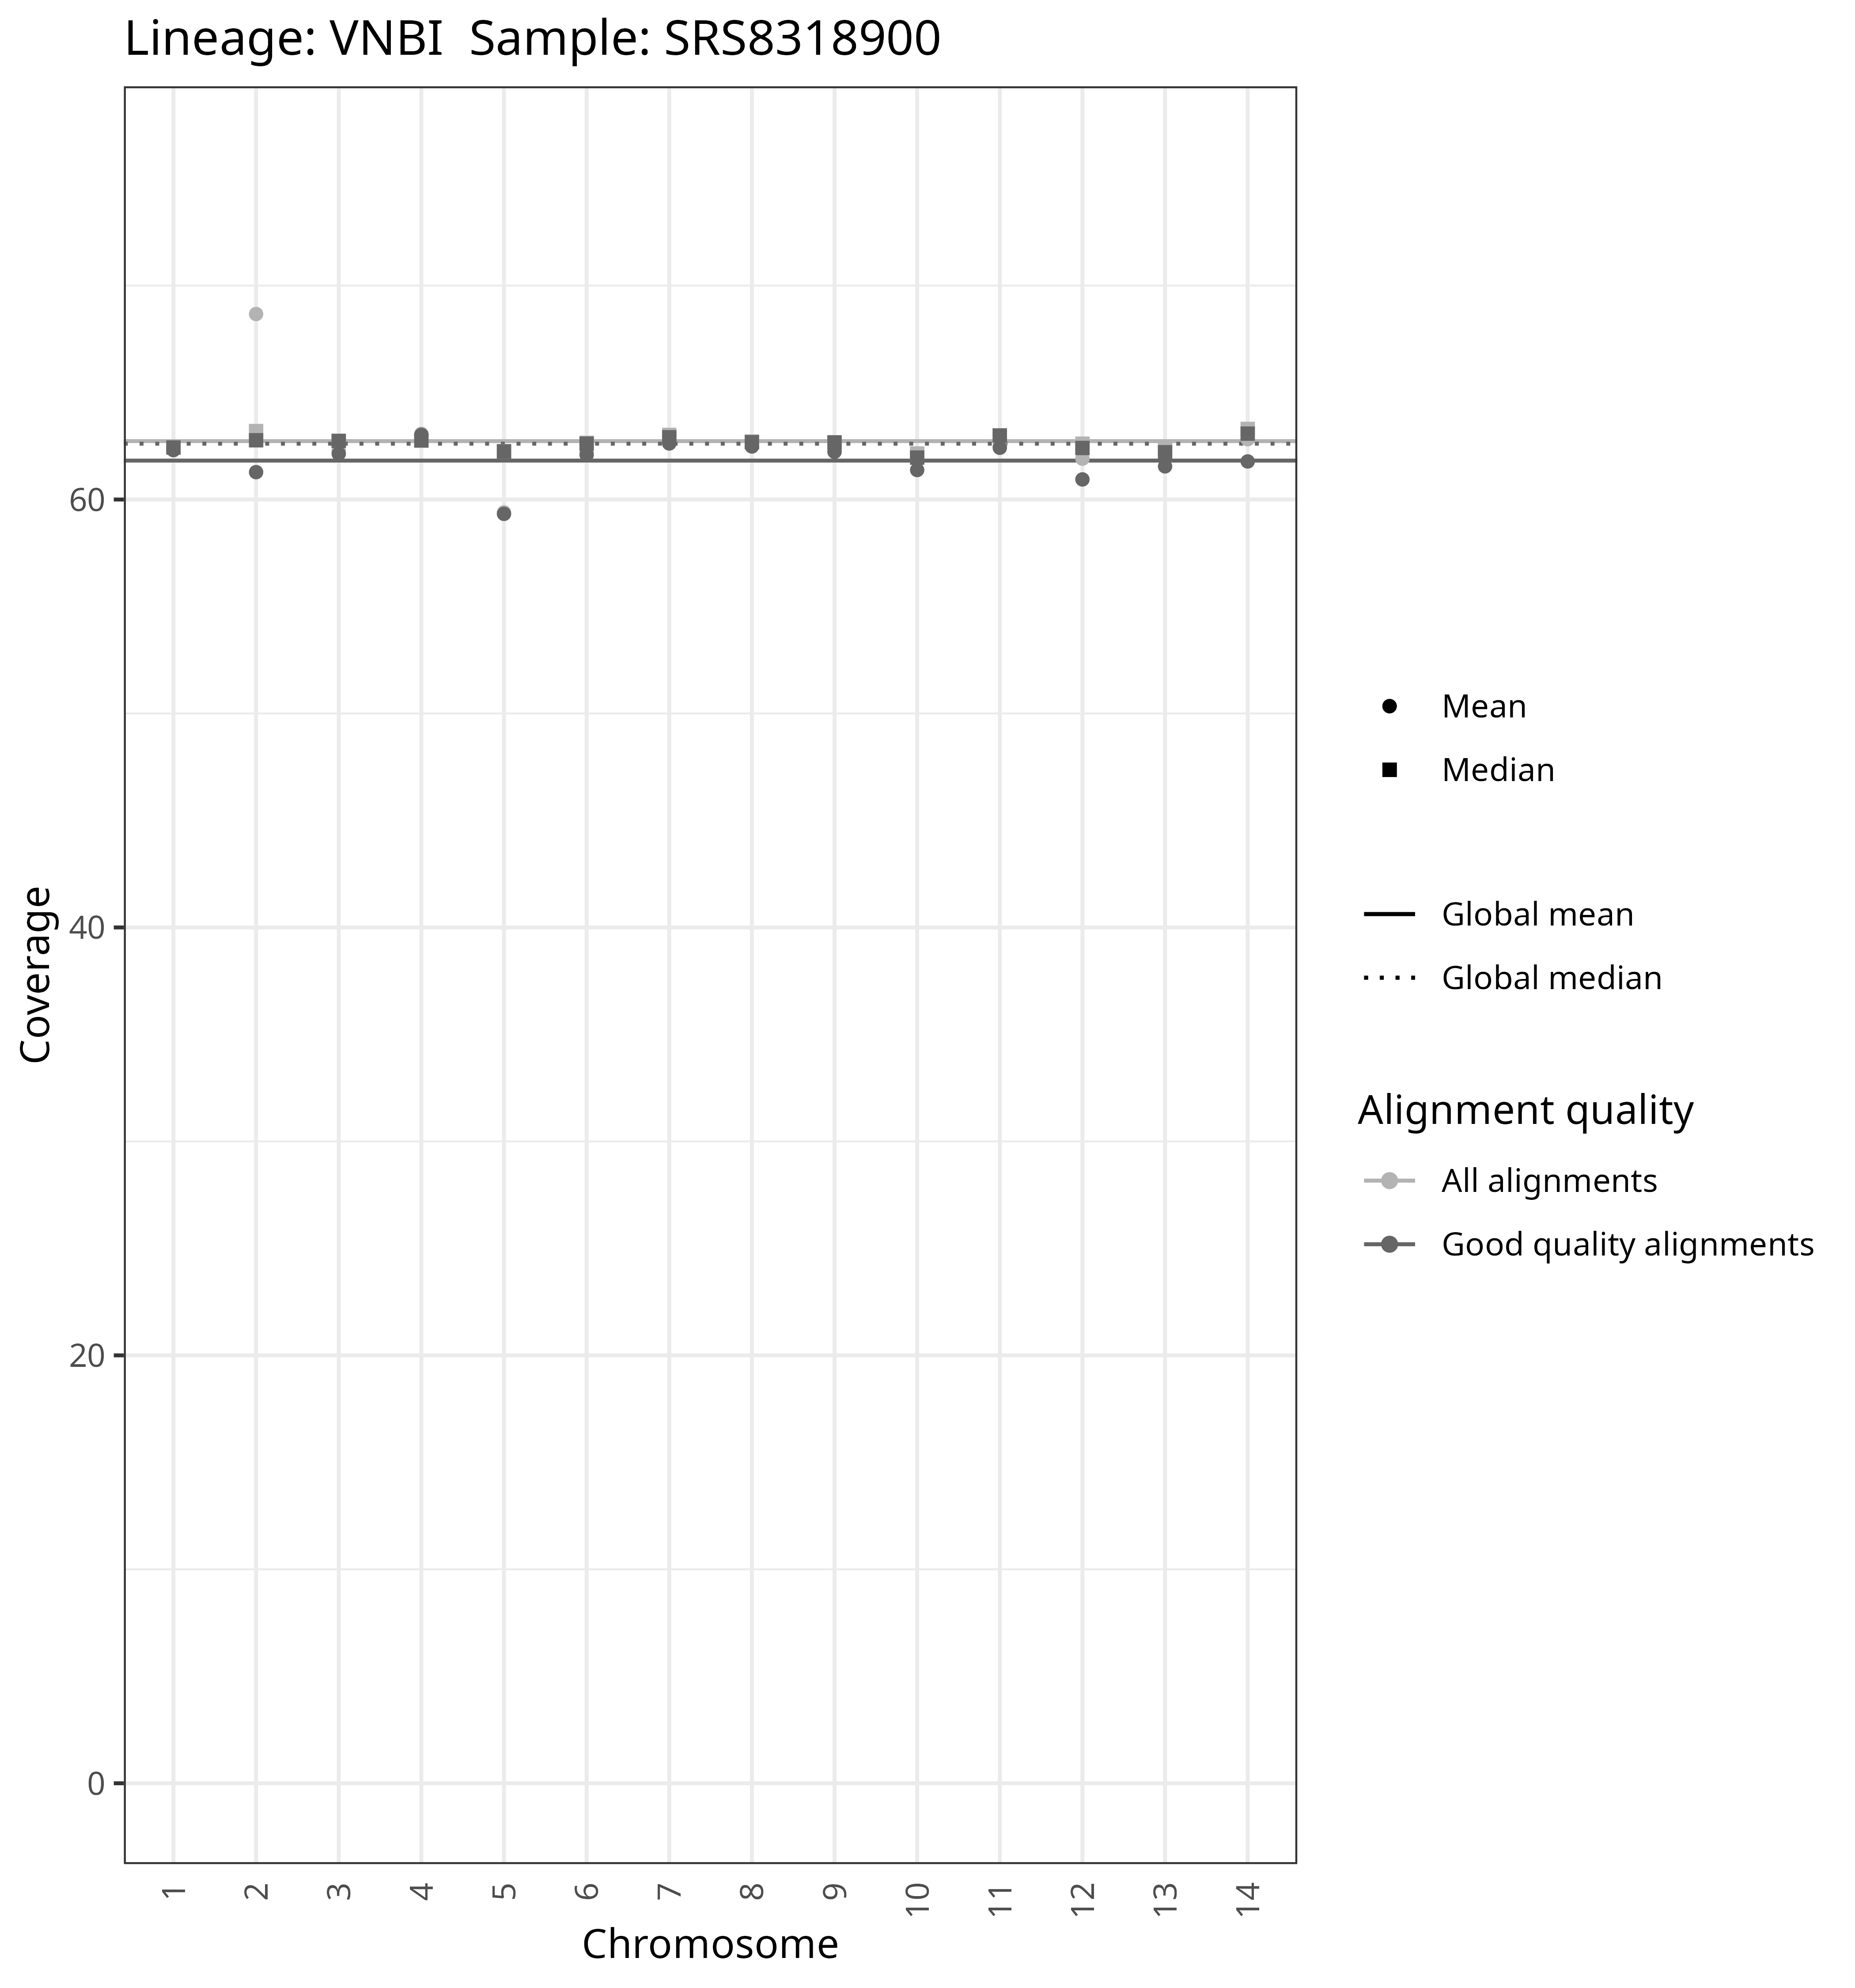 Lineage: VNBI  Sample: SRS8318900
Coverage
60
40
20
0
1 2 3 4 5 6 7 8 9 10 11 12 13 14
Chromosome
Mean
Median
Global mean
Global median
Alignment quality
All alignments
Good quality alignments